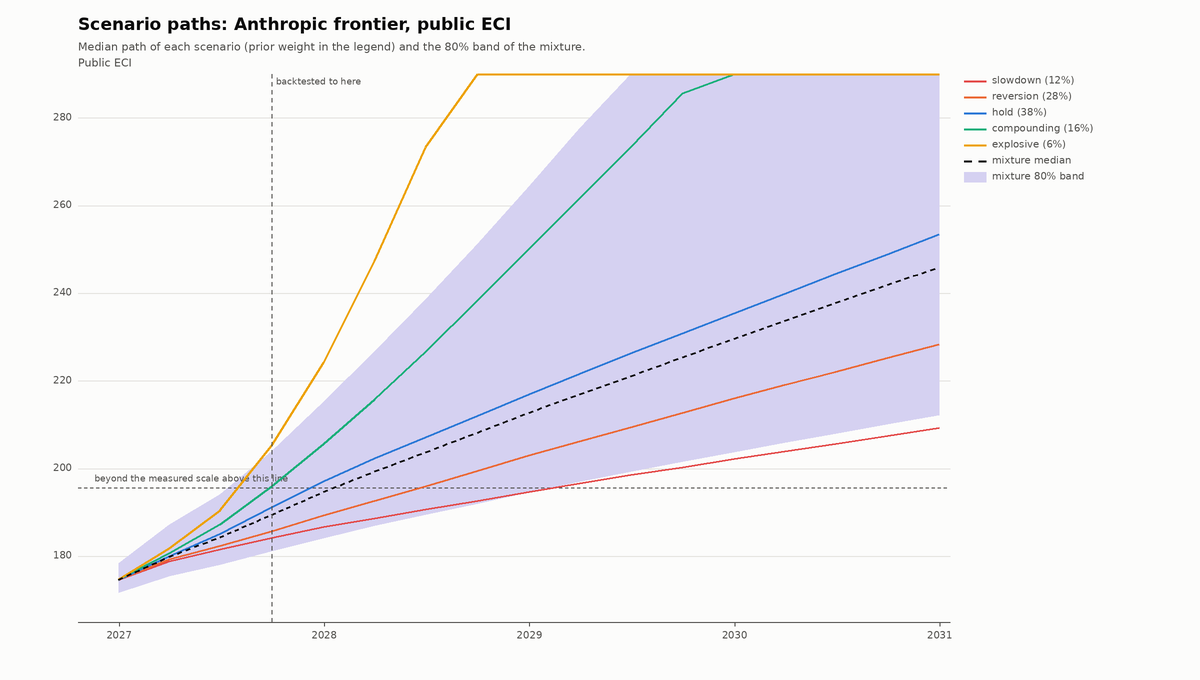 Scenario paths: Anthropic frontier, public ECI
Median path of each scenario (prior weight in the legend) and the 80% band of the mixture.
Public ECI
backtested to here
slowdown (12%)
reversion (28%)
hold (38%)
compounding (16%)
explosive (6%)
mixture median
mixture 80% band
280
260
240
220
200
beyond the measured scale above this line
180
2027
2028
2029
2030
2031